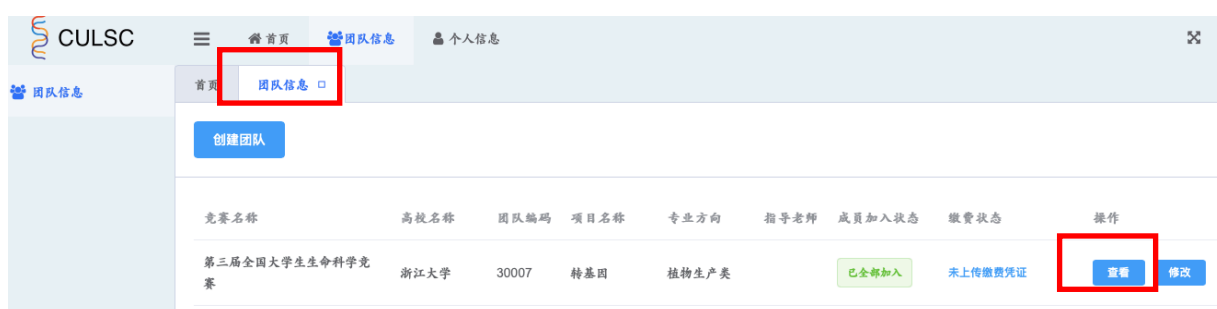 CULSC
首页 团队信息 个人信息
团队信息
首页 团队信息
创建团队
竞赛名称 高校名称 团队编码 项目名称 专业方向 指导老师 成员加入状态 缴费状态 操作
第三届全国大学生生命科学竞
赛
浙江大学 30007 转基因 植物生产类 已全部加入 未上传缴费凭证 查看 修改